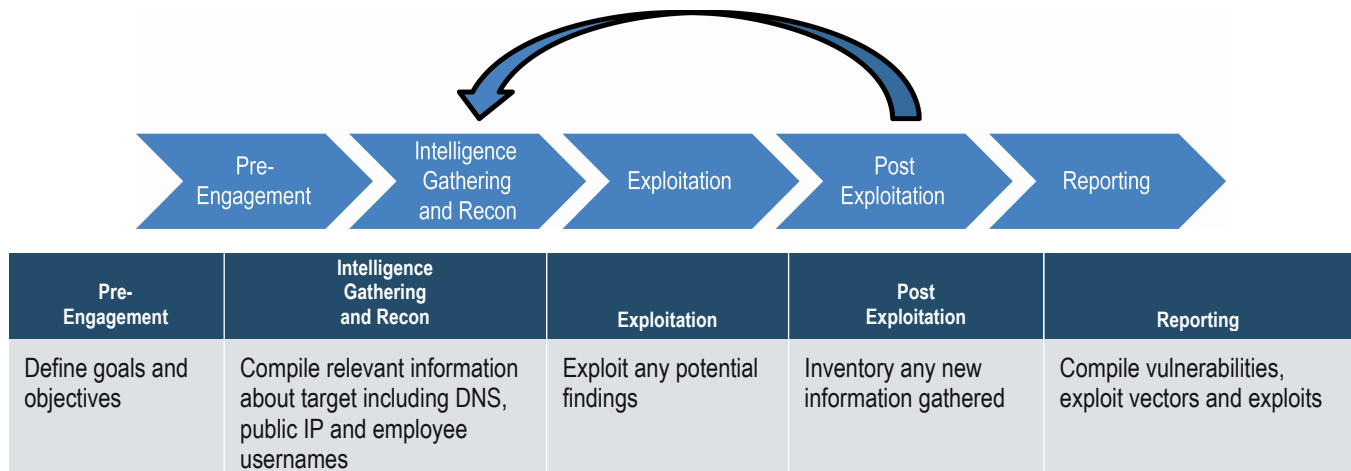 Pre-
Engagement
Intelligence
Gathering
and Recon
Exploitation
Post
Exploitation
Reporting
Pre-
Engagement
Intelligence
Gathering
and Recon
Exploitation
Post
Exploitation
Reporting
Define goals and
objectives
Compile relevant information
about target including DNS,
public IP and employee
usernames
Exploit any potential
findings
Inventory any new
information gathered
Compile vulnerabilities,
exploit vectors and exploits